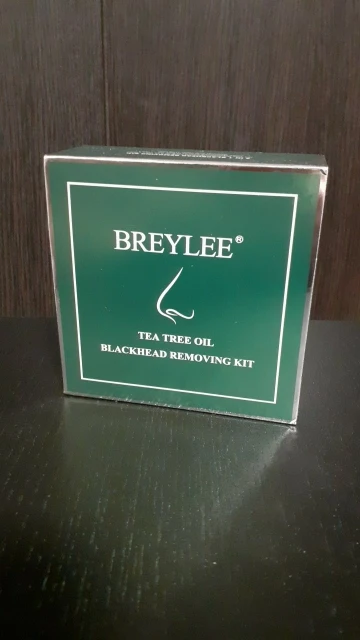 BREYLEE®
TEA TREE OIL
BLACKHEAD REMOVING KIT